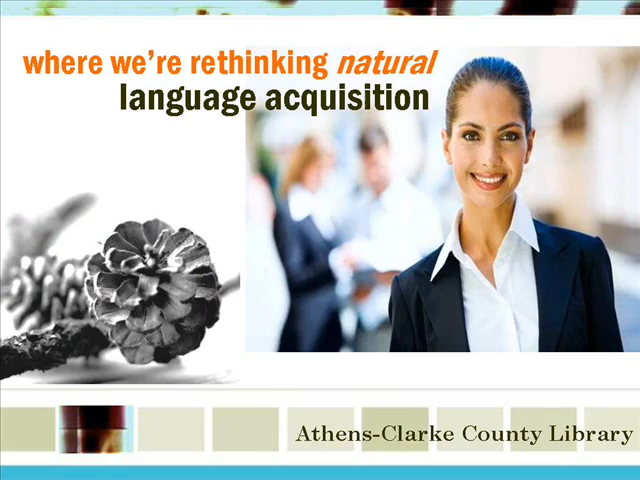 where we’re rethinking natural
language acquisition
Athens-Clarke County Library